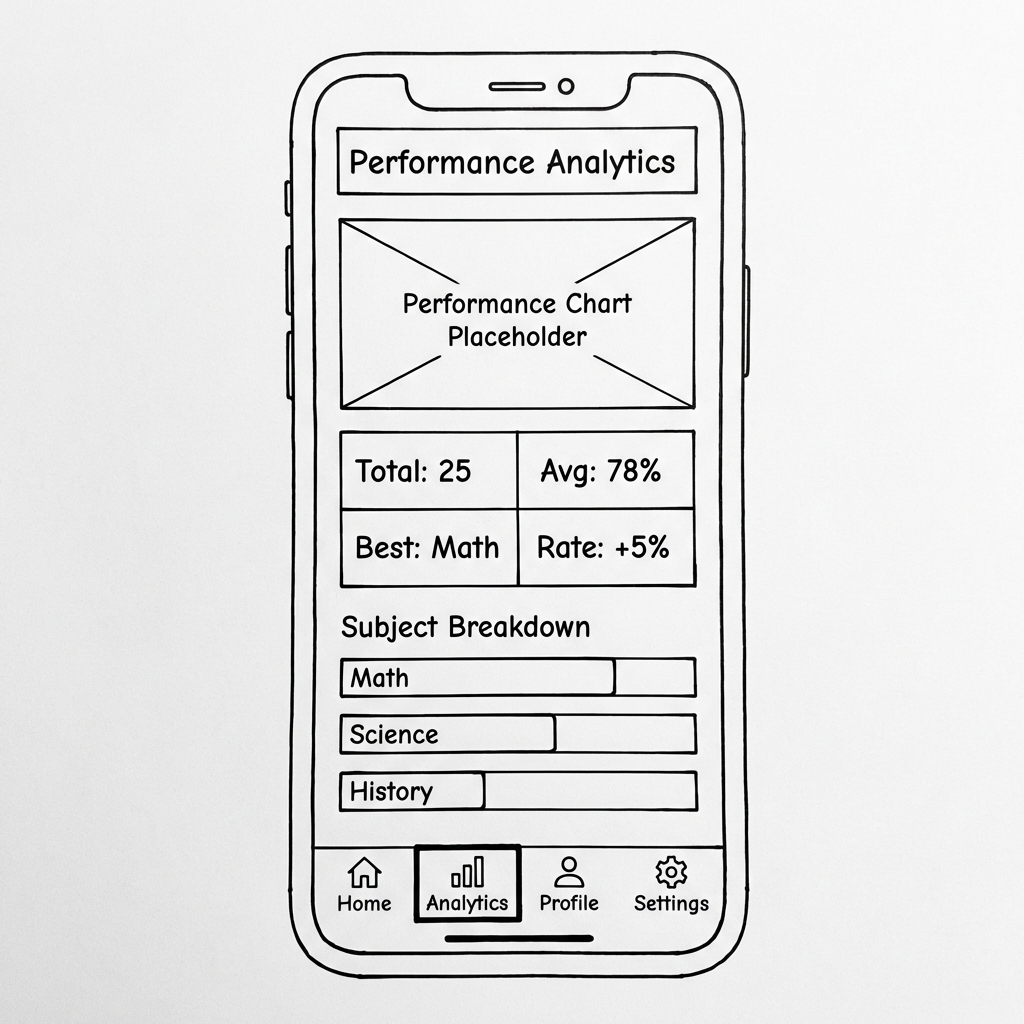 Performance Analytics
Performance Chart
Placeholder
Total: 25
Avg: 78%
Best: Math
Rate: +5%
Subject Breakdown
Math
Science
History
Home
Analytics
Profile
Settings